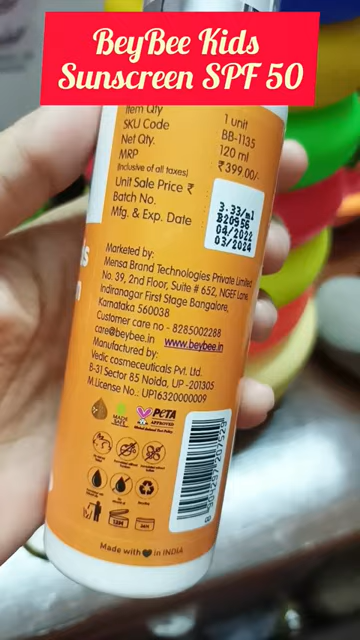 BeyBee Kids
Sunscreen SPF 50
Item Qty 1 unit
SKU Code BB-1135
Net Qty. 120 ml
MRP ₹399.00/-
(Inclusive of all taxes)
Unit Sale Price ₹ 3.33/ml
Batch No. B20956
Mfg. & Exp. Date 04/2022
03/2024
Marketed by:
Mensa Brand Technologies Private Limited
No. 39, 2nd Floor, Suite # 652, NGEF Lane,
Indiranagar First Stage Bangalore,
Karnataka 560038
Customer care no - 8285002288
care@beybee.in www.beybee.in
Manufactured by:
Vedic cosmeceuticals Pvt. Ltd.
B-31 Sector 85 Noida, UP -201305
M.License No.: UP16320000009
MADE SAFE
PETA
APPROVED
12M
24M
Made with in INDIA